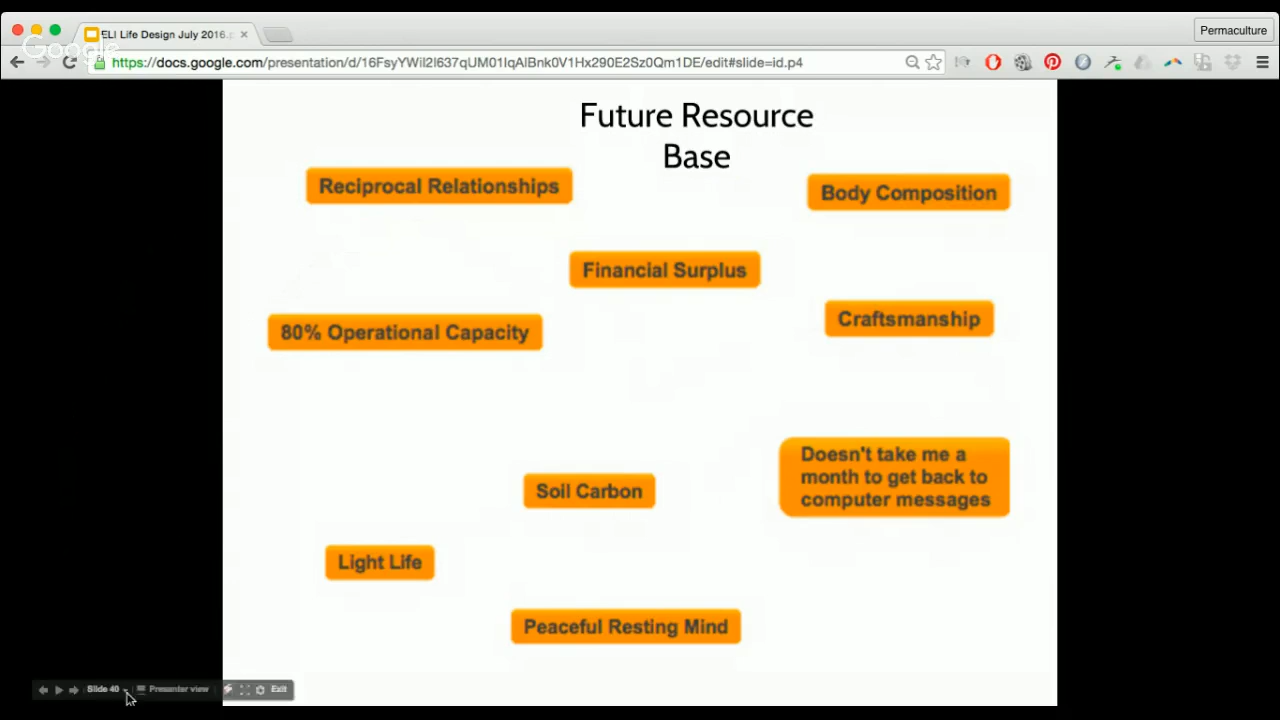 ELI Life Design July 2016.
Permaculture
Google
https://docs.google.com/presentation/d/16FsyYWil2l637qUM01IqAlBnk0V1Hx290E2Sz0Qm1DE/edit#slide=id.p4
Future Resource
Base
Reciprocal Relationships
Body Composition
Financial Surplus
Craftsmanship
80% Operational Capacity
Doesn't take me a
month to get back to
computer messages
Soil Carbon
Light Life
Peaceful Resting Mind
Slide 40
Presenter view
Exit